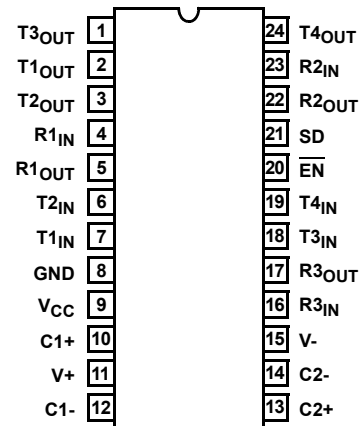 T3OUT 1 24 T4OUT
T1OUT 2 23 R2IN
T2OUT 3 22 R2OUT
R1IN 4 21 SD
R1OUT 5 20 EN
T2IN 6 19 T4IN
T1IN 7 18 T3IN
GND 8 17 R3OUT
VCC 9 16 R3IN
C1+ 10 15 V-
V+ 11 14 C2-
C1- 12 13 C2+